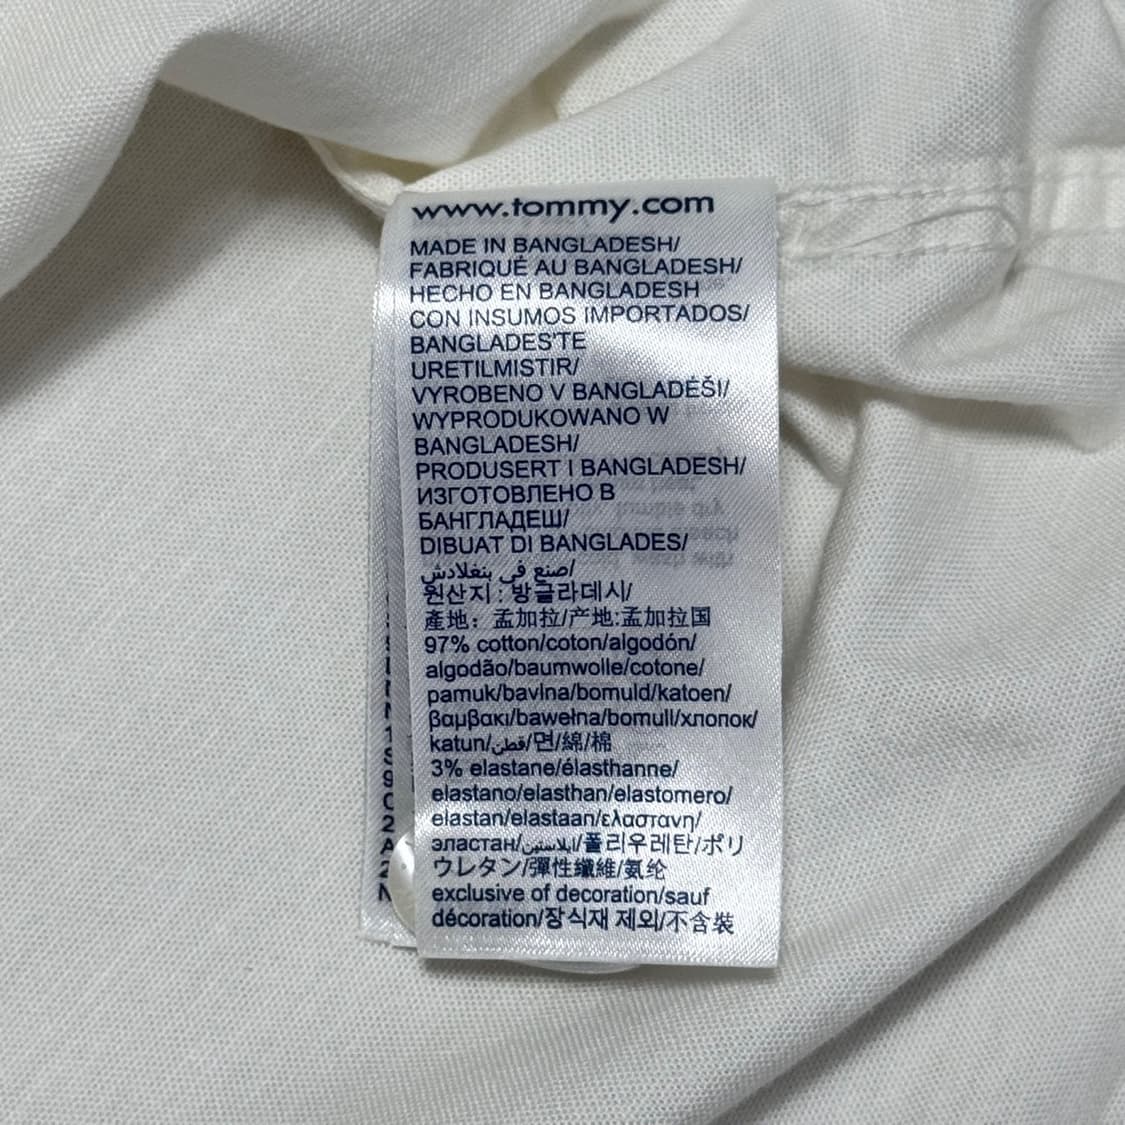 www.tommy.com
MADE IN BANGLADESH/
FABRIQUÉ AU BANGLADESH/
HECHO EN BANGLADESH
CON INSUMOS IMPORTADOS/
BANGLADES'TE
URETILMISTIR/
VYROBENO V BANGLADÉŠI/
WYPRODUKOWANO W
BANGLADESH/
PRODUSERT I BANGLADESH/
ИЗГОТОВЛЕНО В
БАНГЛАДЕШ/
DIBUAT DI BANGLADES/
صنع في بنغلادش/
원산지 : 방글라데시/
產地：孟加拉/产地:孟加拉国
97% cotton/coton/algodón/
algodão/baumwolle/cotone/
pamuk/bavlna/bomuld/katoen/
βαμβακι/bawełna/bomull/хлопок/
katun/قطن/면/綿/棉
3% elastane/élasthanne/
elastano/elasthan/elastomero/
elastan/elastaan/ελαστανη/
эластан/ايلاستين/폴리우레탄/ポリ
ウレタン/彈性纖維/氨纶
exclusive of decoration/sauf
décoration/장식재 제외/不含裝